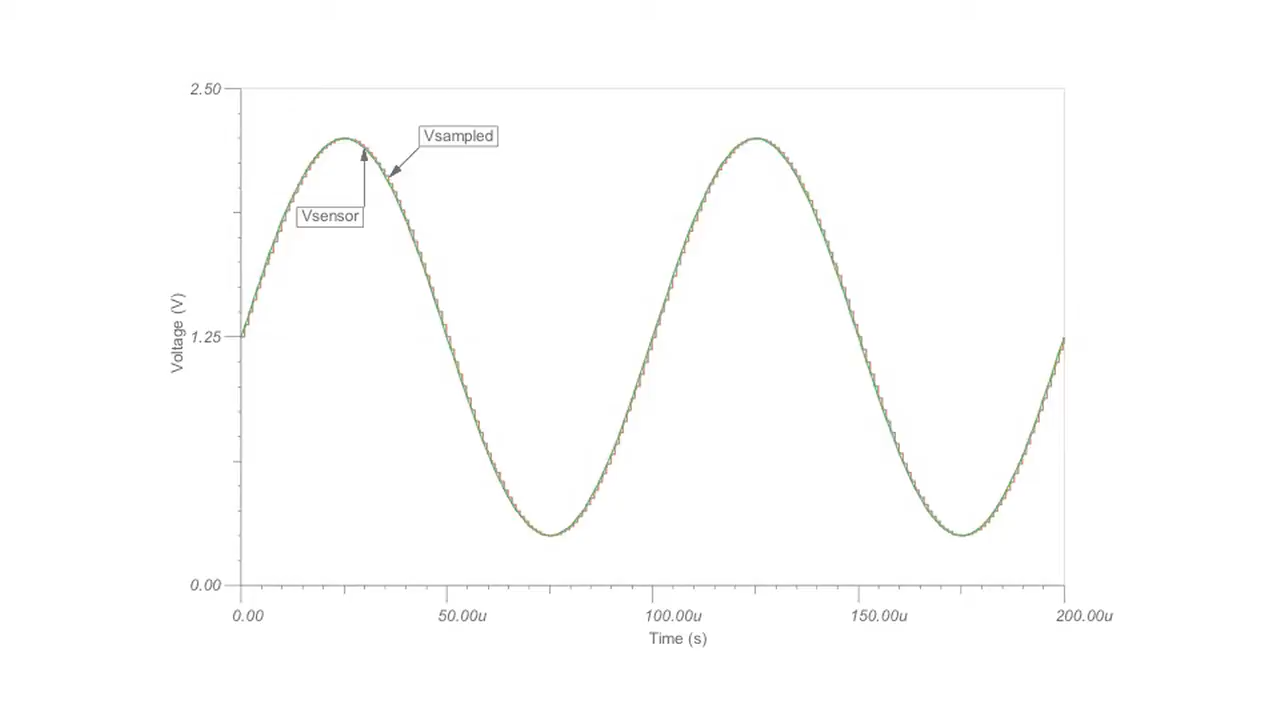 2.50
Vsampled
Vsensor
Voltage (V)
1.25
0.00
0.00 50.00u 100.00u 150.00u 200.00u
Time (s)